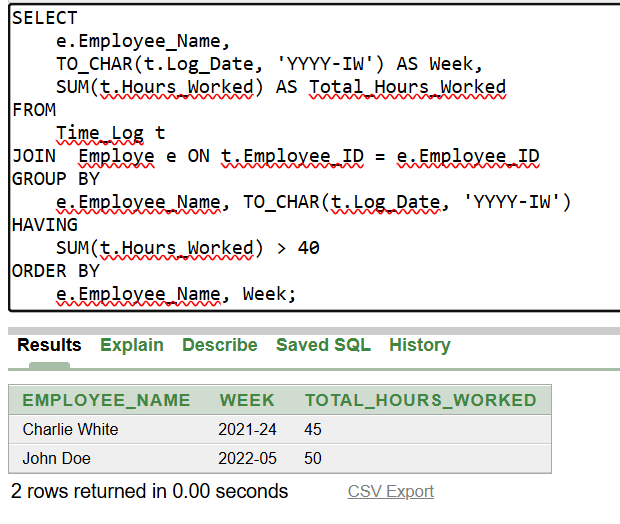 SELECT
    e.Employee_Name,
    TO_CHAR(t.Log_Date, 'YYYY-IW') AS Week,
    SUM(t.Hours_Worked) AS Total_Hours_Worked
FROM
    Time_Log t
JOIN  Employe e ON t.Employee_ID = e.Employee_ID
GROUP BY
    e.Employee_Name, TO_CHAR(t.Log_Date, 'YYYY-IW')
HAVING
    SUM(t.Hours_Worked) > 40
ORDER BY
    e.Employee_Name, Week;
Results Explain Describe Saved SQL History
EMPLOYEE_NAME WEEK TOTAL_HOURS_WORKED
Charlie White 2021-24 45
John Doe 2022-05 50
2 rows returned in 0.00 seconds CSV Export